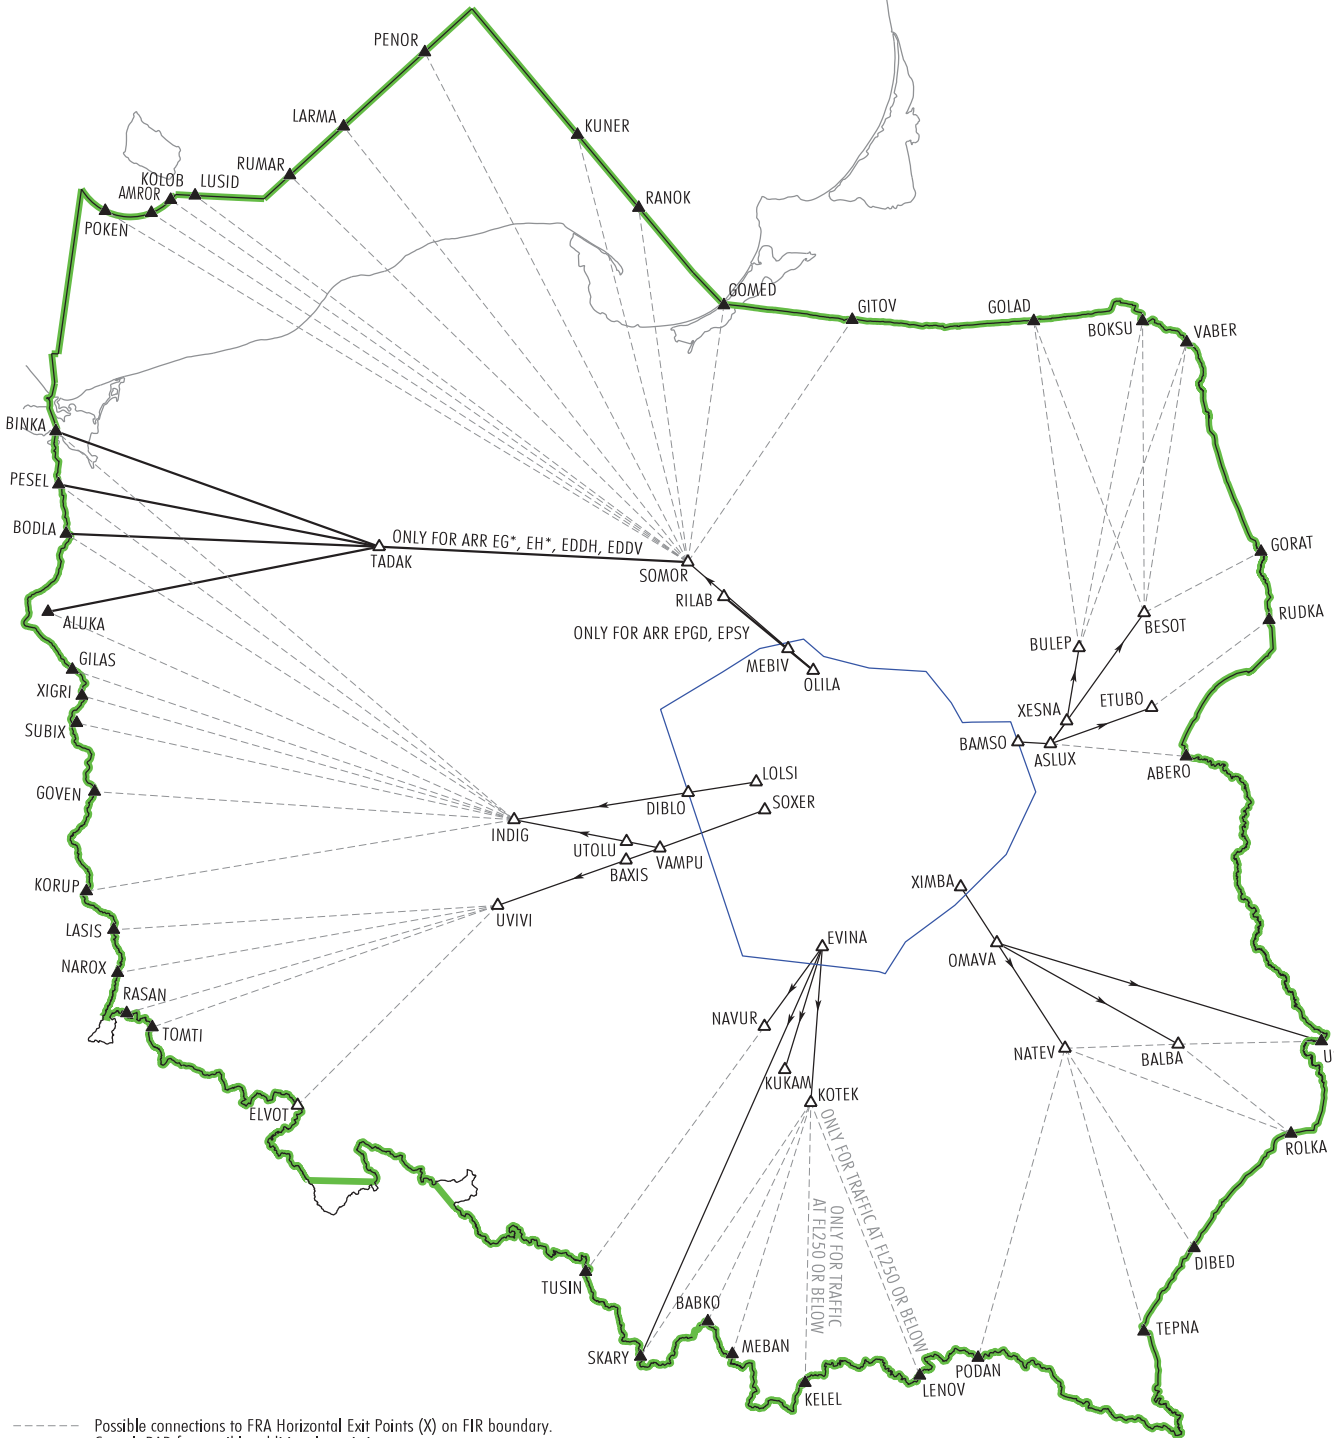 PENOR
LARMA
KUNER
RUMAR
KOLOB
LUSID
AMROR
POKEN
RANOK
GOMED
GITOV
GOLAD
BOKSU
VABER
BINKA
PESEL
BODLA
ONLY FOR ARR EG*, EH*, EDDH, EDDV
TADAK
SOMOR
GORAT
RILAB
ALUKA
BESOT
RUDKA
ONLY FOR ARR EPGD, EPSY
BULEP
MEBIV
GILAS
OLILA
XIGRI
ETUBO
XESNA
SUBIX
BAMSO
ASLUX
ABERO
LOLSI
GOVEN
DIBLO
SOXER
INDIG
UTOLU
VAMPU
BAXIS
KORUP
XIMBA
UVIVI
LASIS
EVINA
OMAVA
NAROX
RASAN
NAVUR
TOMTI
NATEV
BALBA
U
KUKAM
KOTEK
ELVOT
ROLKA
ONLY FOR TRAFFIC AT FL250 OR BELOW
ONLY FOR TRAFFIC
AT FL250 OR BELOW
DIBED
TUSIN
BABKO
TEPNA
SKARY
MEBAN
PODAN
KELEL
LENOV
Possible connections to FRA Horizontal Exit Points (X) on FIR boundary.